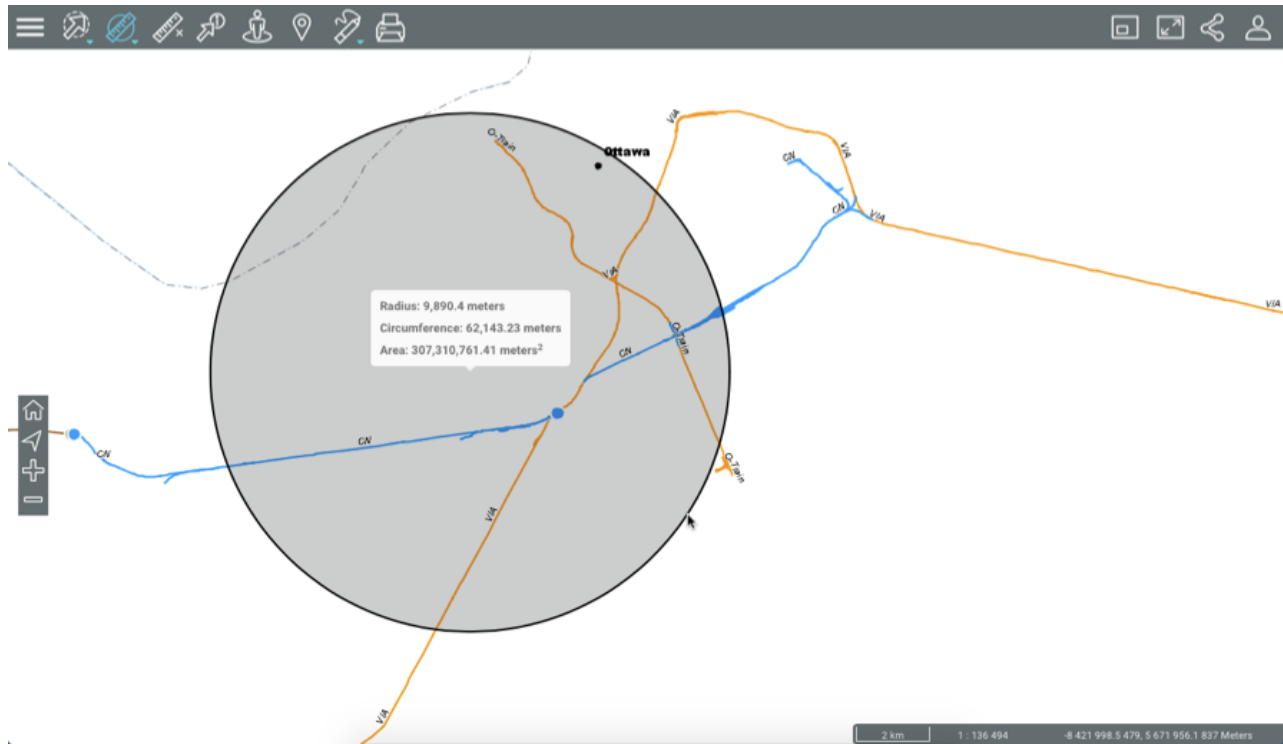 O-Train
Ottawa
VIA
VIA
CN
CN
VIA
VIA
VIA
Radius: 9,890.4 meters
Circumference: 62,143.23 meters
Area: 307,310,761.41 meters²
O-Train
CN
CN
CN
O-Train
VIA
VIA
2 km
1 : 136 494
-8 421 998.5 479, 5 671 956.1 837 Meters